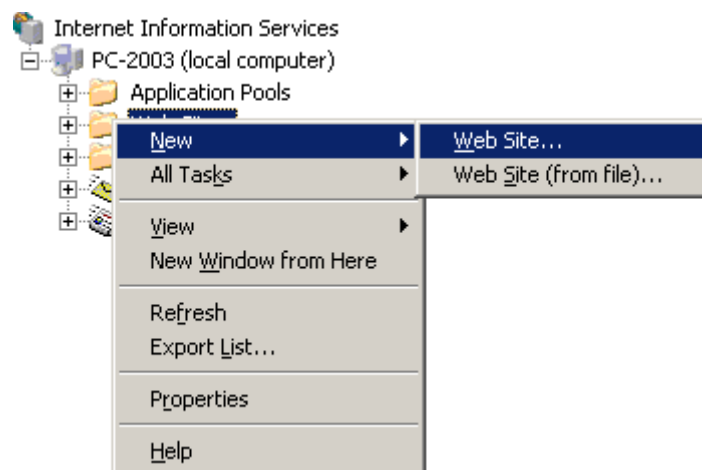 Internet Information Services
PC-2003 (local computer)
Application Pools
New
Web Site...
All Tasks
Web Site (from file)...
View
New Window from Here
Refresh
Export List...
Properties
Help